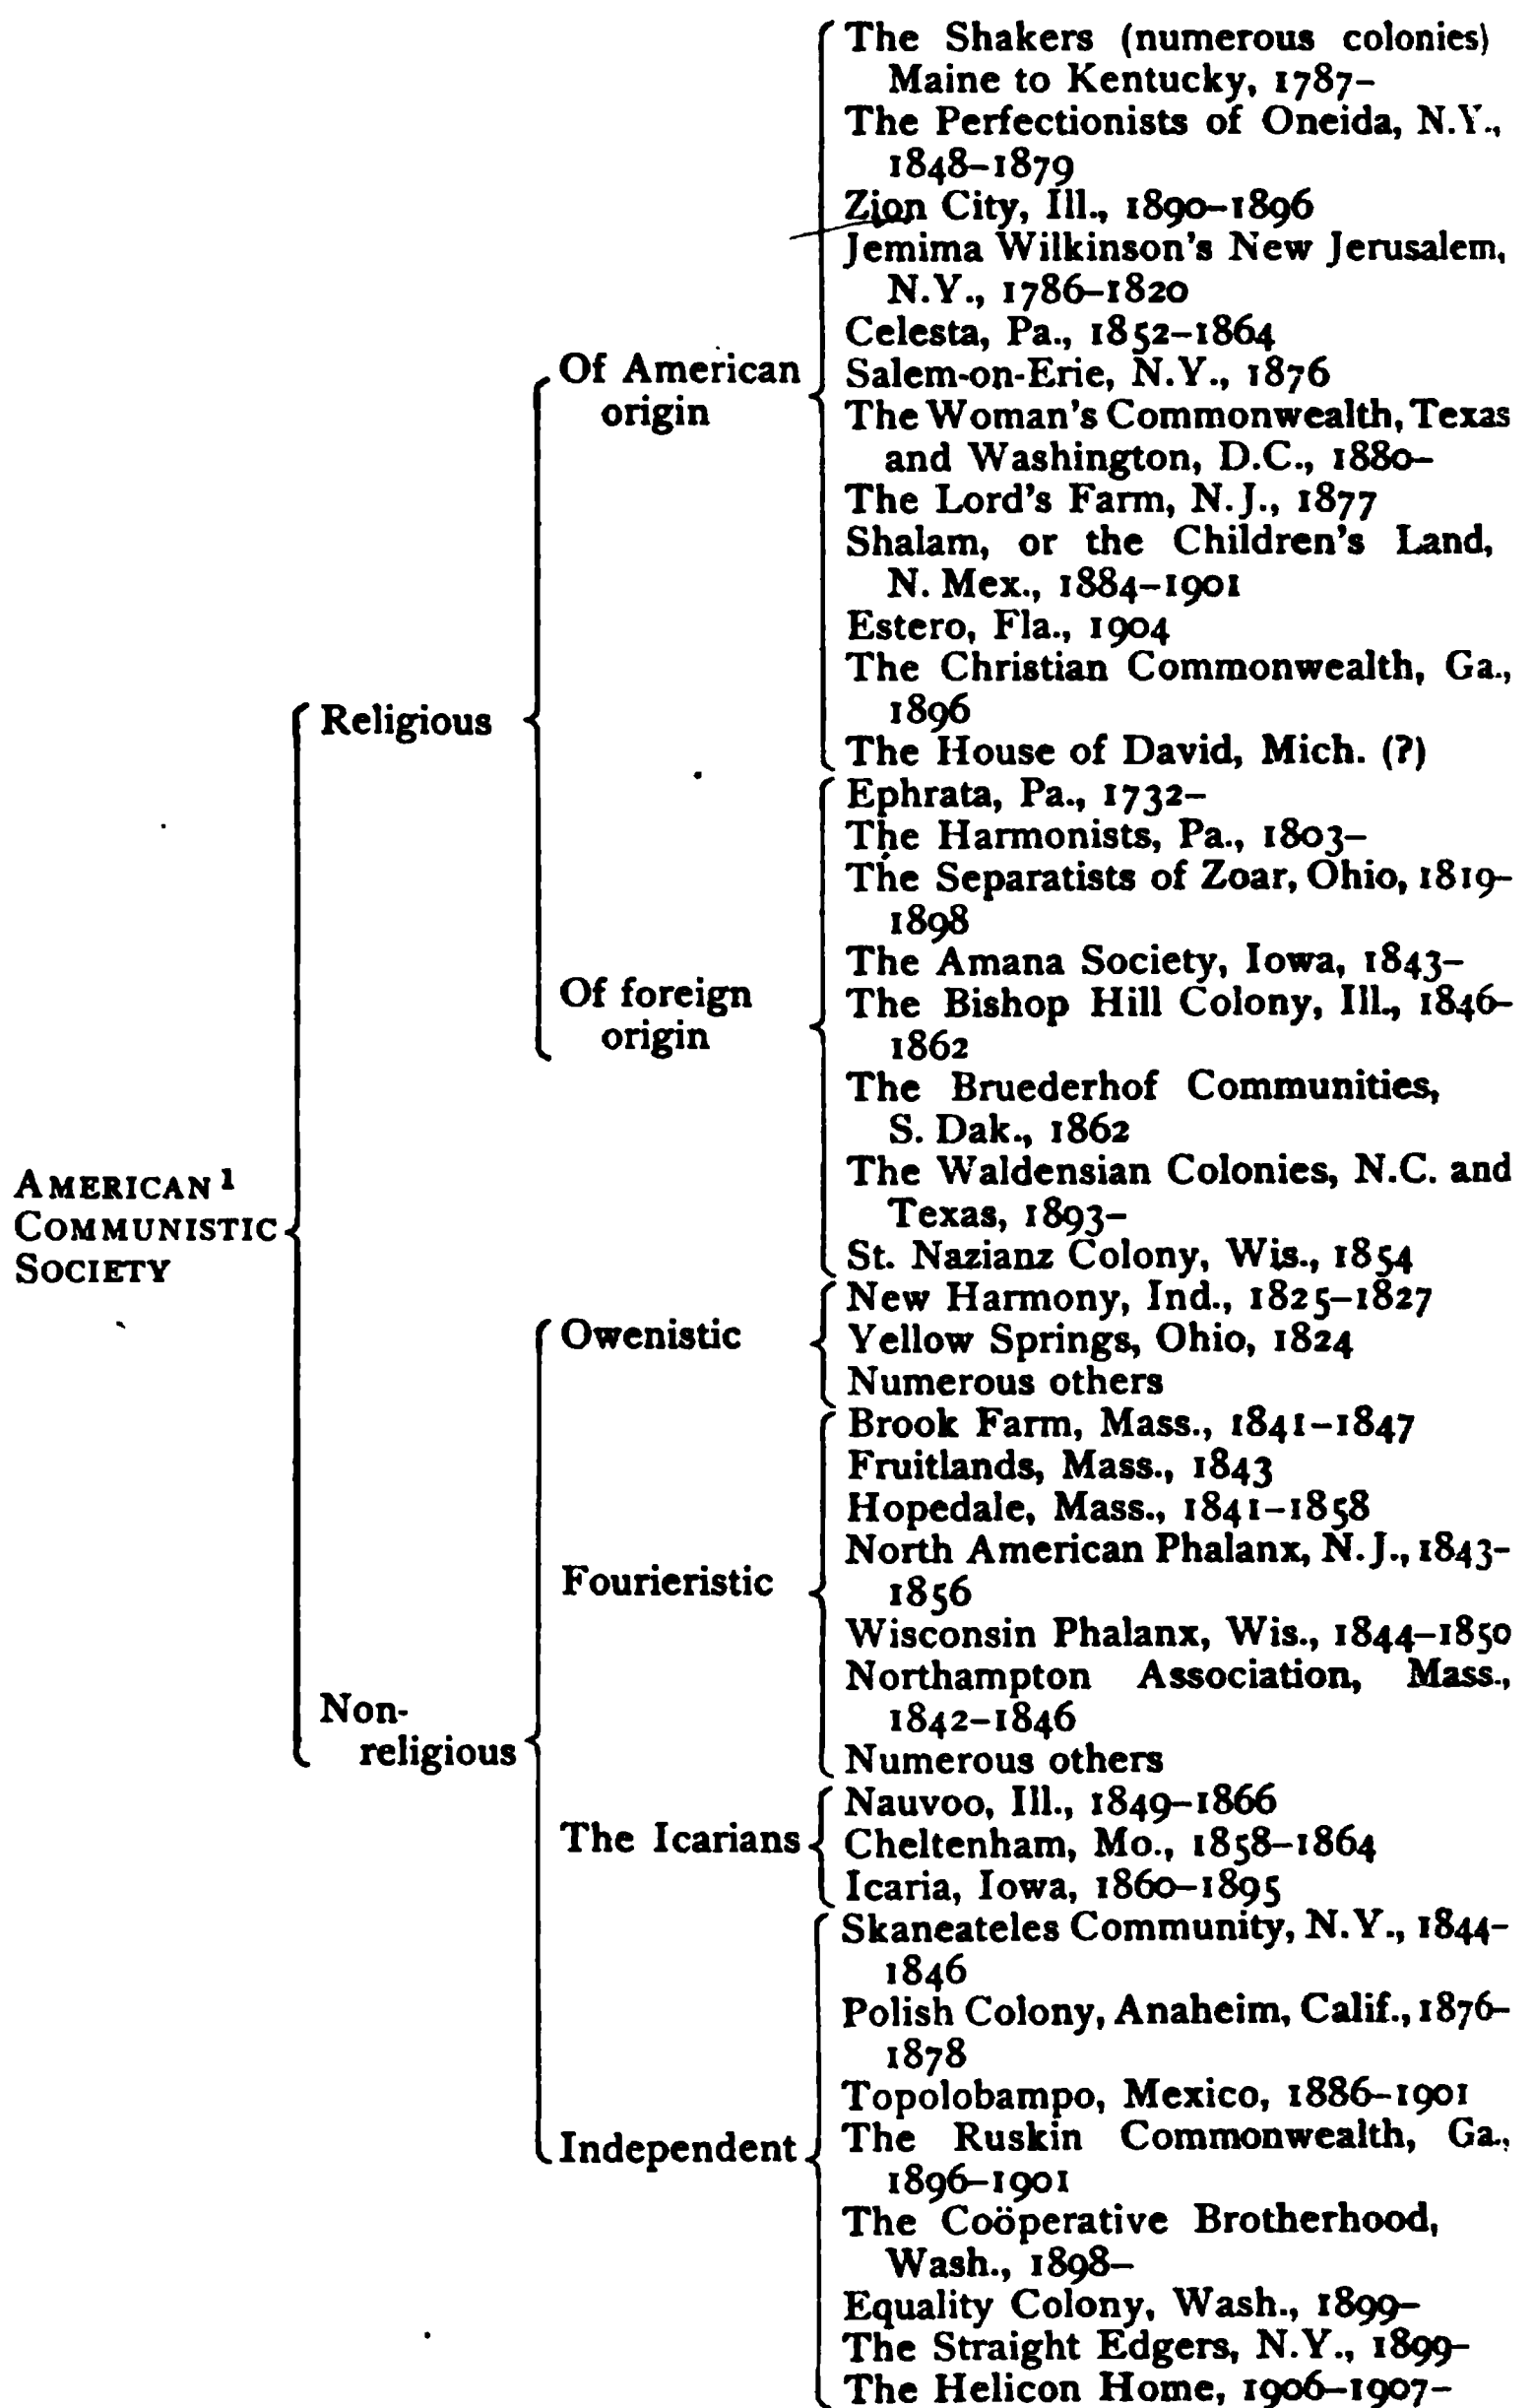 AMERICAN 1
COMMUNISTIC
SOCIETY
Religious
Of American
origin
The Shakers (numerous colonies)
Maine to Kentucky, 1787–
The Perfectionists of Oneida, N.Y.,
1848–1879
Zion City, Ill., 1890–1896
Jemima Wilkinson's New Jerusalem,
N.Y., 1786–1820
Celesta, Pa., 1852–1864
Salem-on-Erie, N.Y., 1876
The Woman's Commonwealth, Texas
and Washington, D.C., 1880–
The Lord's Farm, N.J., 1877
Shalam, or the Children's Land,
N. Mex., 1884–1901
Estero, Fla., 1904
The Christian Commonwealth, Ga.,
1896
The House of David, Mich. (?)
Of foreign
origin
Ephrata, Pa., 1732–
The Harmonists, Pa., 1803–
The Separatists of Zoar, Ohio, 1819–
1898
The Amana Society, Iowa, 1843–
The Bishop Hill Colony, Ill., 1846–
1862
The Bruederhof Communities,
S. Dak., 1862
The Waldensian Colonies, N.C. and
Texas, 1893–
St. Nazianz Colony, Wis., 1854
Non-
religious
Owenistic
New Harmony, Ind., 1825–1827
Yellow Springs, Ohio, 1824
Numerous others
Fourieristic
Brook Farm, Mass., 1841–1847
Fruitlands, Mass., 1843
Hopedale, Mass., 1841–1858
North American Phalanx, N.J., 1843–
1856
Wisconsin Phalanx, Wis., 1844–1850
Northampton Association, Mass.,
1842–1846
Numerous others
The Icarians
Nauvoo, Ill., 1849–1866
Cheltenham, Mo., 1858–1864
Icaria, Iowa, 1860–1895
Independent
Skaneateles Community, N.Y., 1844–
1846
Polish Colony, Anaheim, Calif., 1876–
1878
Topolobampo, Mexico, 1886–1901
The Ruskin Commonwealth, Ga.,
1896–1901
The Coöperative Brotherhood,
Wash., 1898–
Equality Colony, Wash., 1899–
The Straight Edgers, N.Y., 1899–
The Helicon Home, 1906–1907–